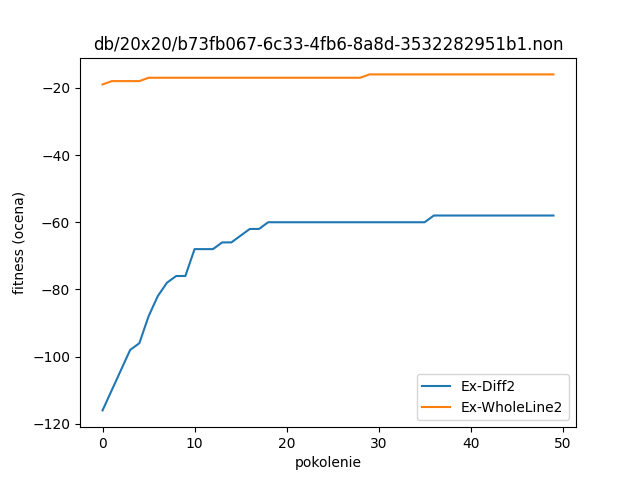 db/20x20/b73fb067-6c33-4fb6-8a8d-3532282951b1.non
fitness (ocena)
−20
−40
−60
−80
−100
−120
0
10
20
30
40
50
pokolenie
Ex-Diff2
Ex-WholeLine2